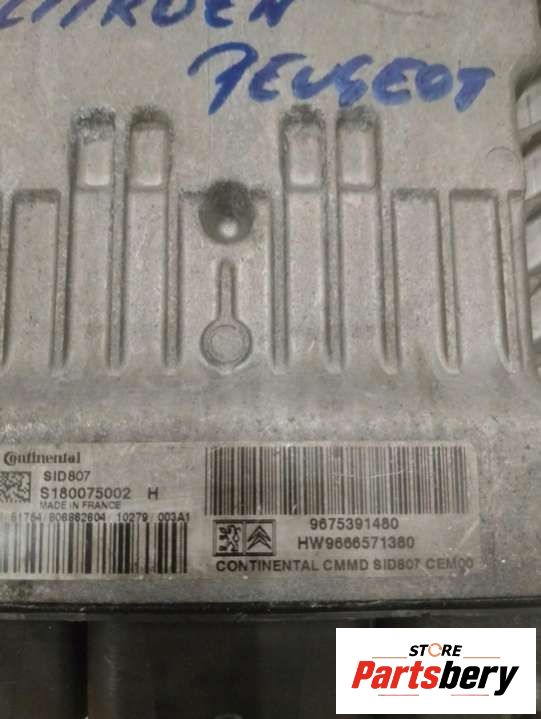 CITROEN
PEUGEOT
Continental
SID807
S180075002 H
MADE IN FRANCE
61754/806862604/10279/003A1
9675391480
HW9666571380
CONTINENTAL CMMD SID807 CEM00
STORE
Partsbery